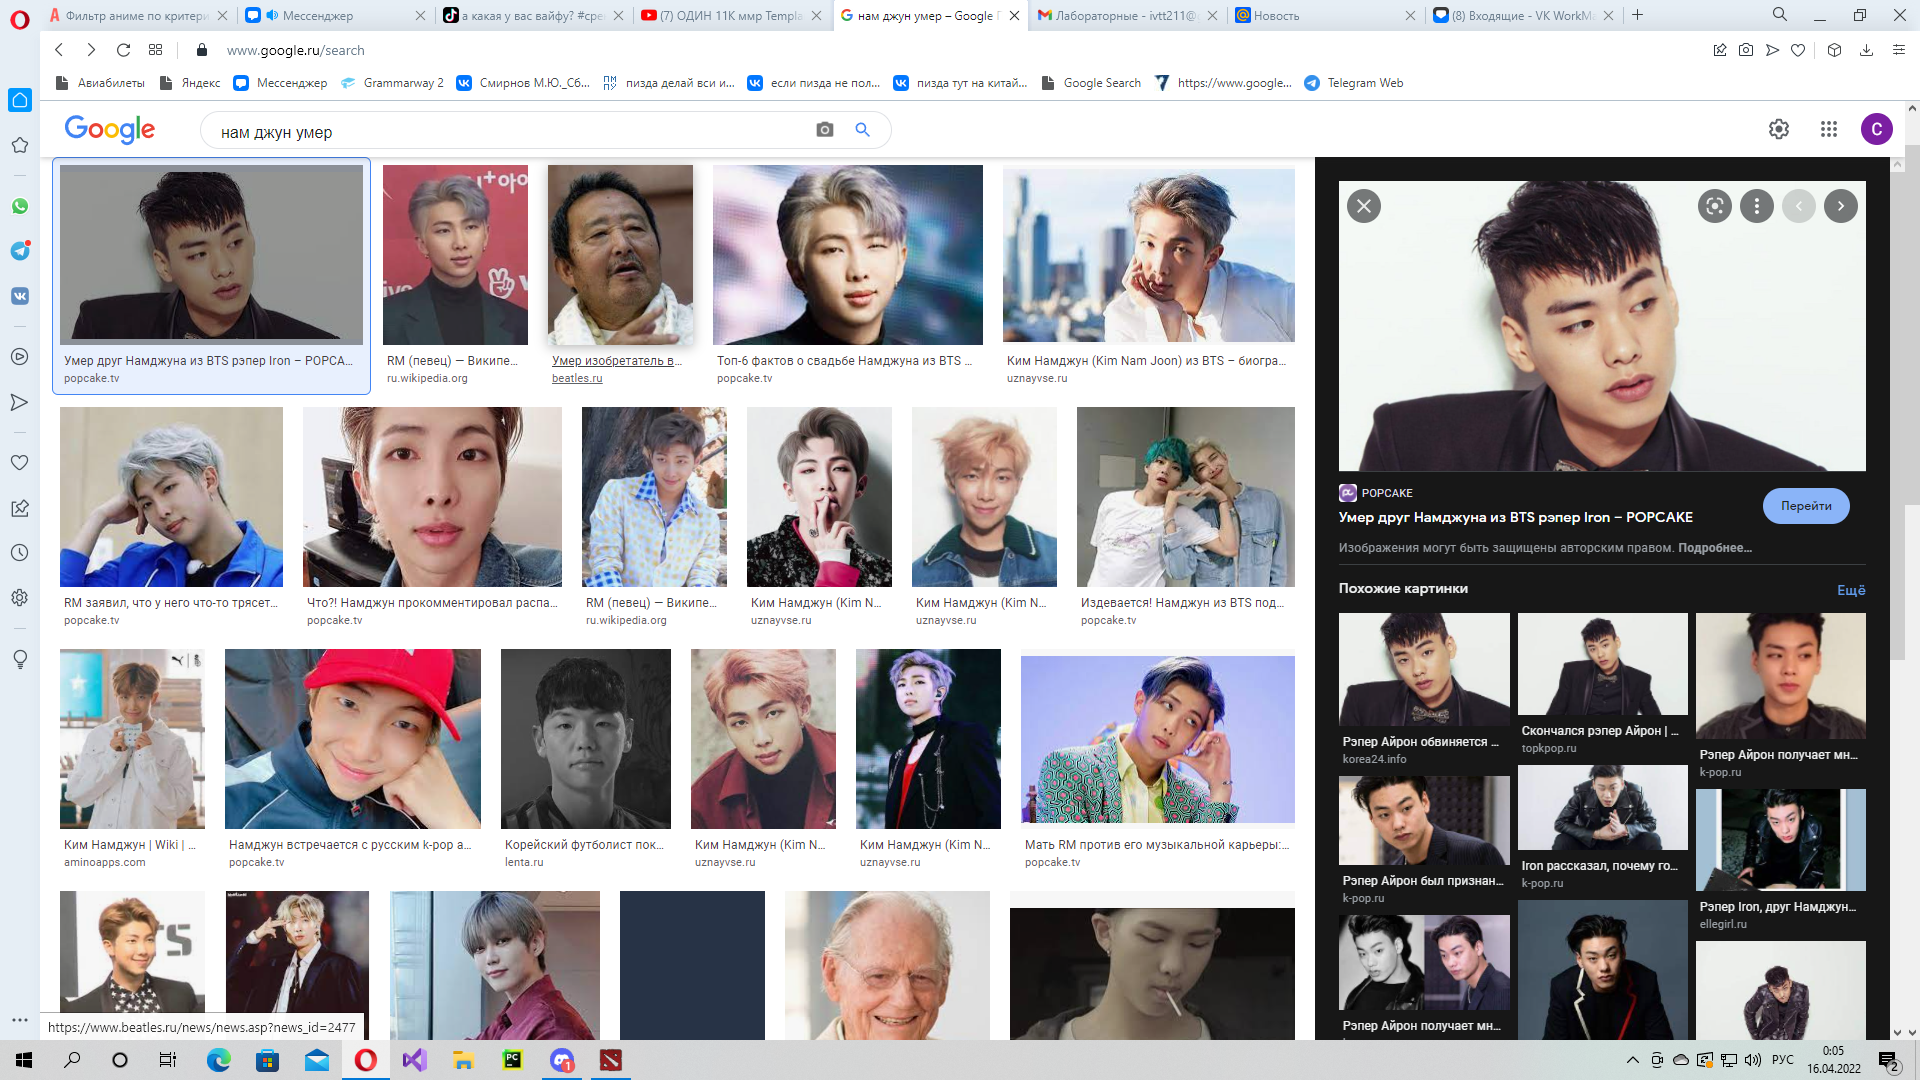 Фильтр аниме по критери
Мессенджер
а какая у вас вайфу? #сре
(7) ОДИН 11K ммр Templa
нам джун умер – Google П
Лабораторные - ivtt211@
Новость
(8) Входящие - VK WorkMa
www.google.ru/search
Авиабилеты
Яндекс
Мессенджер
Grammarway 2
Смирнов М.Ю._Сб...
пизда делай вси и...
если пизда не пол...
пизда тут на китай...
Google Search
https://www.google...
Telegram Web
Google
нам джун умер
C
Умер друг Намджуна из BTS рэпер Iron – POPCA...
popcake.tv
RM (певец) — Википе...
ru.wikipedia.org
Умер изобретатель в...
beatles.ru
Топ-6 фактов о свадьбе Намджуна из BTS ...
popcake.tv
Ким Намджун (Kim Nam Joon) из BTS – биогра...
uznayvse.ru
RM заявил, что у него что-то трясет...
popcake.tv
Что?! Намджун прокомментировал распа...
popcake.tv
RM (певец) — Википе...
ru.wikipedia.org
Ким Намджун (Kim N...
uznayvse.ru
Ким Намджун (Kim N...
uznayvse.ru
Издевается! Намджун из BTS под...
popcake.tv
Ким Намджун | Wiki | ...
aminoapps.com
Намджун встречается с русским k-pop а...
popcake.tv
Корейский футболист пок...
lenta.ru
Ким Намджун (Kim N...
uznayvse.ru
Ким Намджун (Kim N...
uznayvse.ru
Мать RM против его музыкальной карьеры:...
popcake.tv
https://www.beatles.ru/news/news.asp?news_id=2477
POPCAKE
Умер друг Намджуна из BTS рэпер Iron – POPCAKE
Перейти
Изображения могут быть защищены авторским правом. Подробнее...
Похожие картинки
Ещё
Рэпер Айрон обвиняется ...
korea24.info
Скончался рэпер Айрон | ...
topkpop.ru
Рэпер Айрон получает мн...
k-pop.ru
Рэпер Айрон был признан...
k-pop.ru
Iron рассказал, почему го...
k-pop.ru
Рэпер Iron, друг Намджун...
ellegirl.ru
Рэпер Айрон получает мн...
РУС
0:05
16.04.2022
2